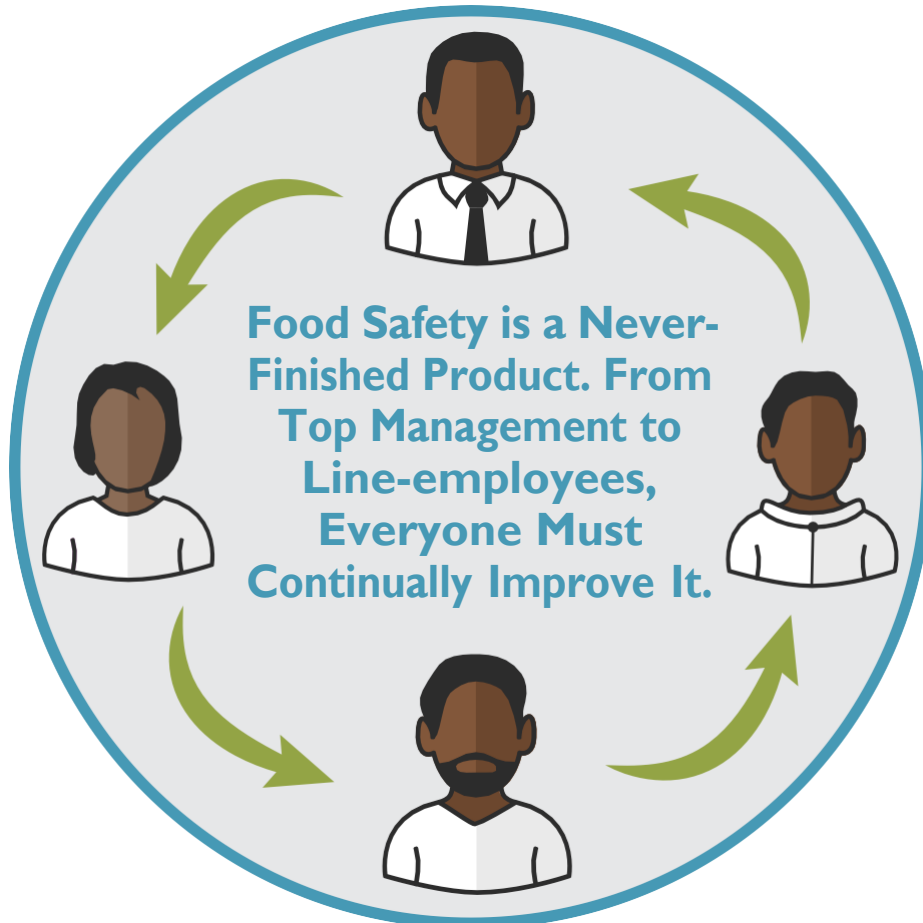 Food Safety is a Never-
Finished Product. From
Top Management to
Line-employees,
Everyone Must
Continually Improve It.